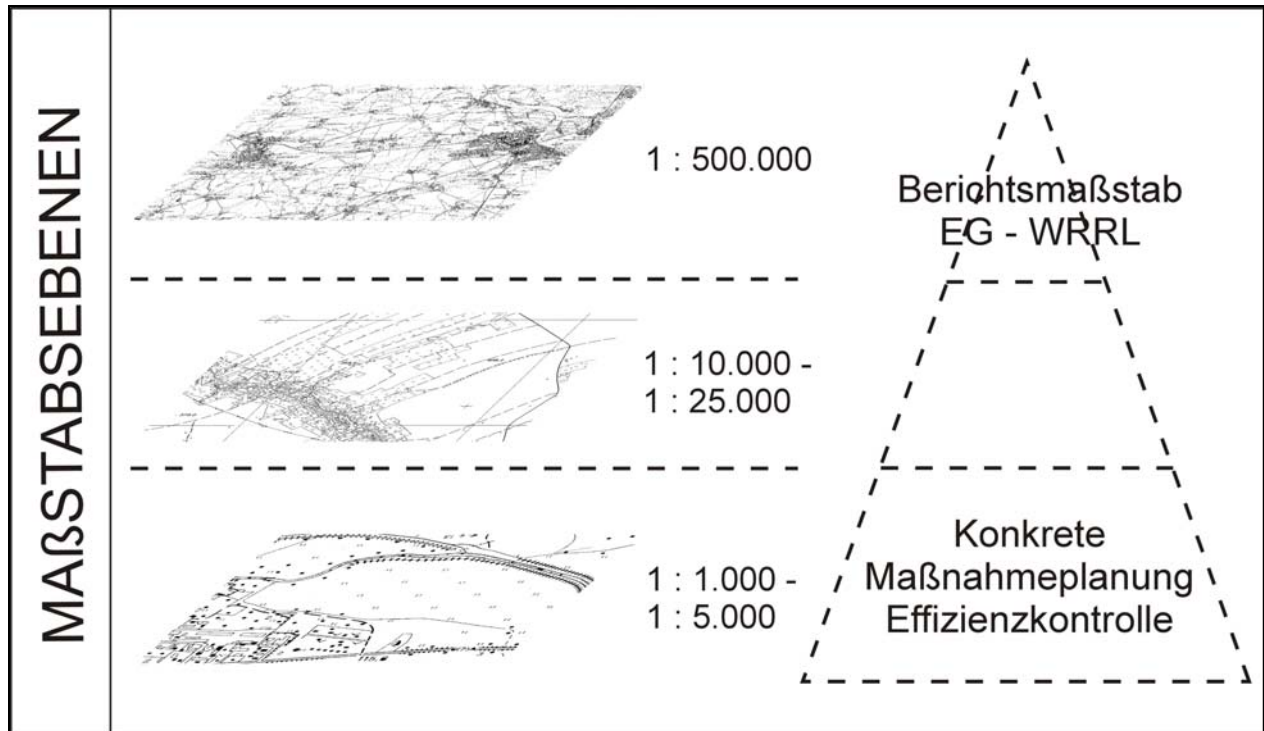 MAßSTABSEBENEN
1 : 500.000
Berichtsmaßstab
EG - WRRL
1 : 10.000 -
1 : 25.000
1 : 1.000 -
1 : 5.000
Konkrete
Maßnahmeplanung
Effizienzkontrolle